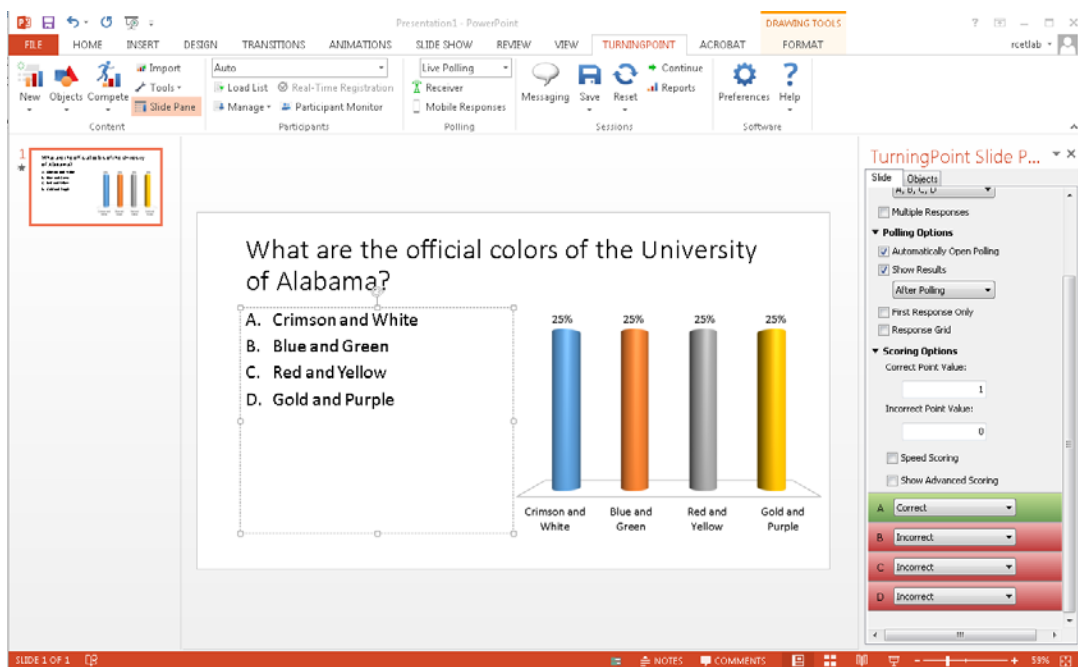 Presentation1 - PowerPoint
DRAWING TOOLS
FILE HOME INSERT DESIGN TRANSITIONS ANIMATIONS SLIDE SHOW REVIEW VIEW TURNINGPOINT ACROBAT FORMAT rcetlab
New Objects Compete
Import
Tools
Slide Pane
Content
Auto
Load List Real-Time Registration
Manage Participant Monitor
Participants
Live Polling
Receiver
Mobile Responses
Polling
Messaging Save Reset
Continue
Reports
Sessions
Preferences Help
Software
1
What are the official colors of the University
of Alabama?
A. Crimson and White
B. Blue and Green
C. Red and Yellow
D. Gold and Purple
25% 25% 25% 25%
Crimson and White
Blue and Green
Red and Yellow
Gold and Purple
TurningPoint Slide P...
Slide Objects
A, B, C, D
Multiple Responses
Polling Options
Automatically Open Polling
Show Results
After Polling
First Response Only
Response Grid
Scoring Options
Correct Point Value:
1
Incorrect Point Value:
0
Speed Scoring
Show Advanced Scoring
A Correct
B Incorrect
C Incorrect
D Incorrect
SLIDE 1 OF 1 NOTES COMMENTS 59%